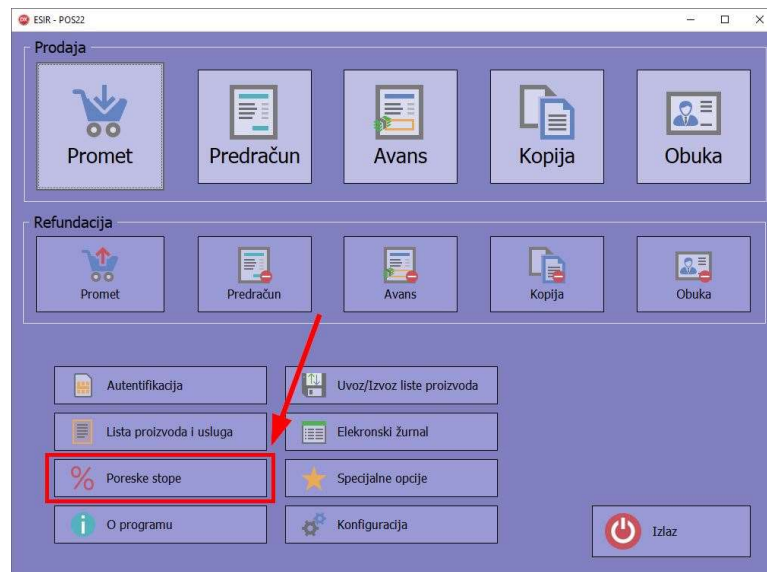 ESIR - POS22
Prodaja
Promet
Predračun
Avans
Kopija
Obuka
Refundacija
Promet
Predračun
Avans
Kopija
Obuka
Autentifikacija
Uvoz/Izvoz liste proizvoda
Lista proizvoda i usluga
Elekronski žurnal
% Poreske stope
Specijalne opcije
O programu
Konfiguracija
Izlaz